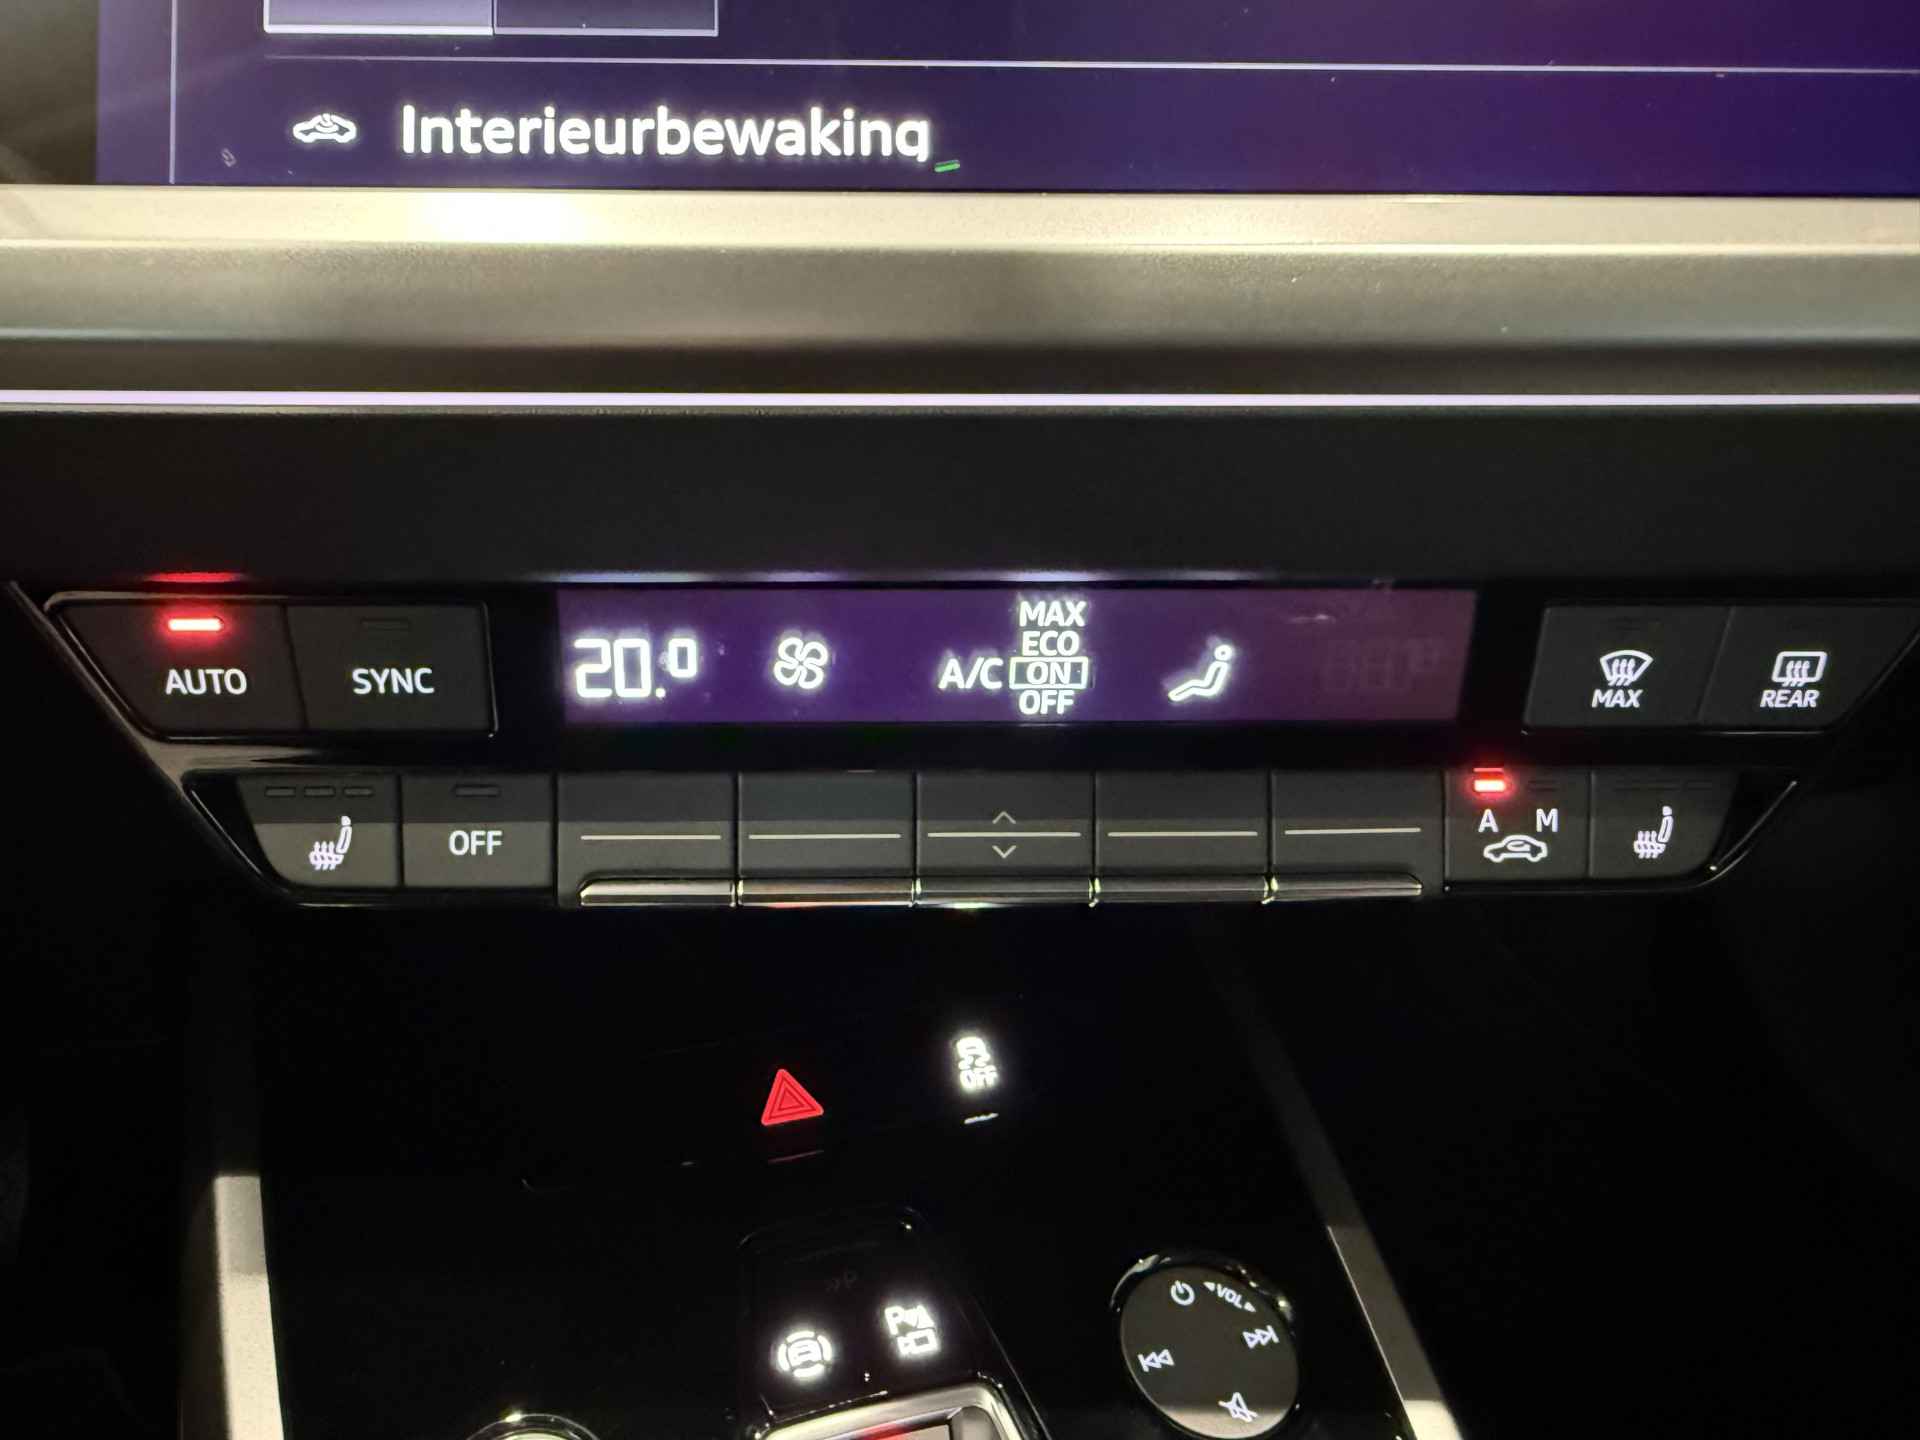 Interieurbewaking
AUTO
SYNC
20.0
A/C
MAX
ECO
ON
OFF
MAX
REAR
OFF
A M
OFF
VOL